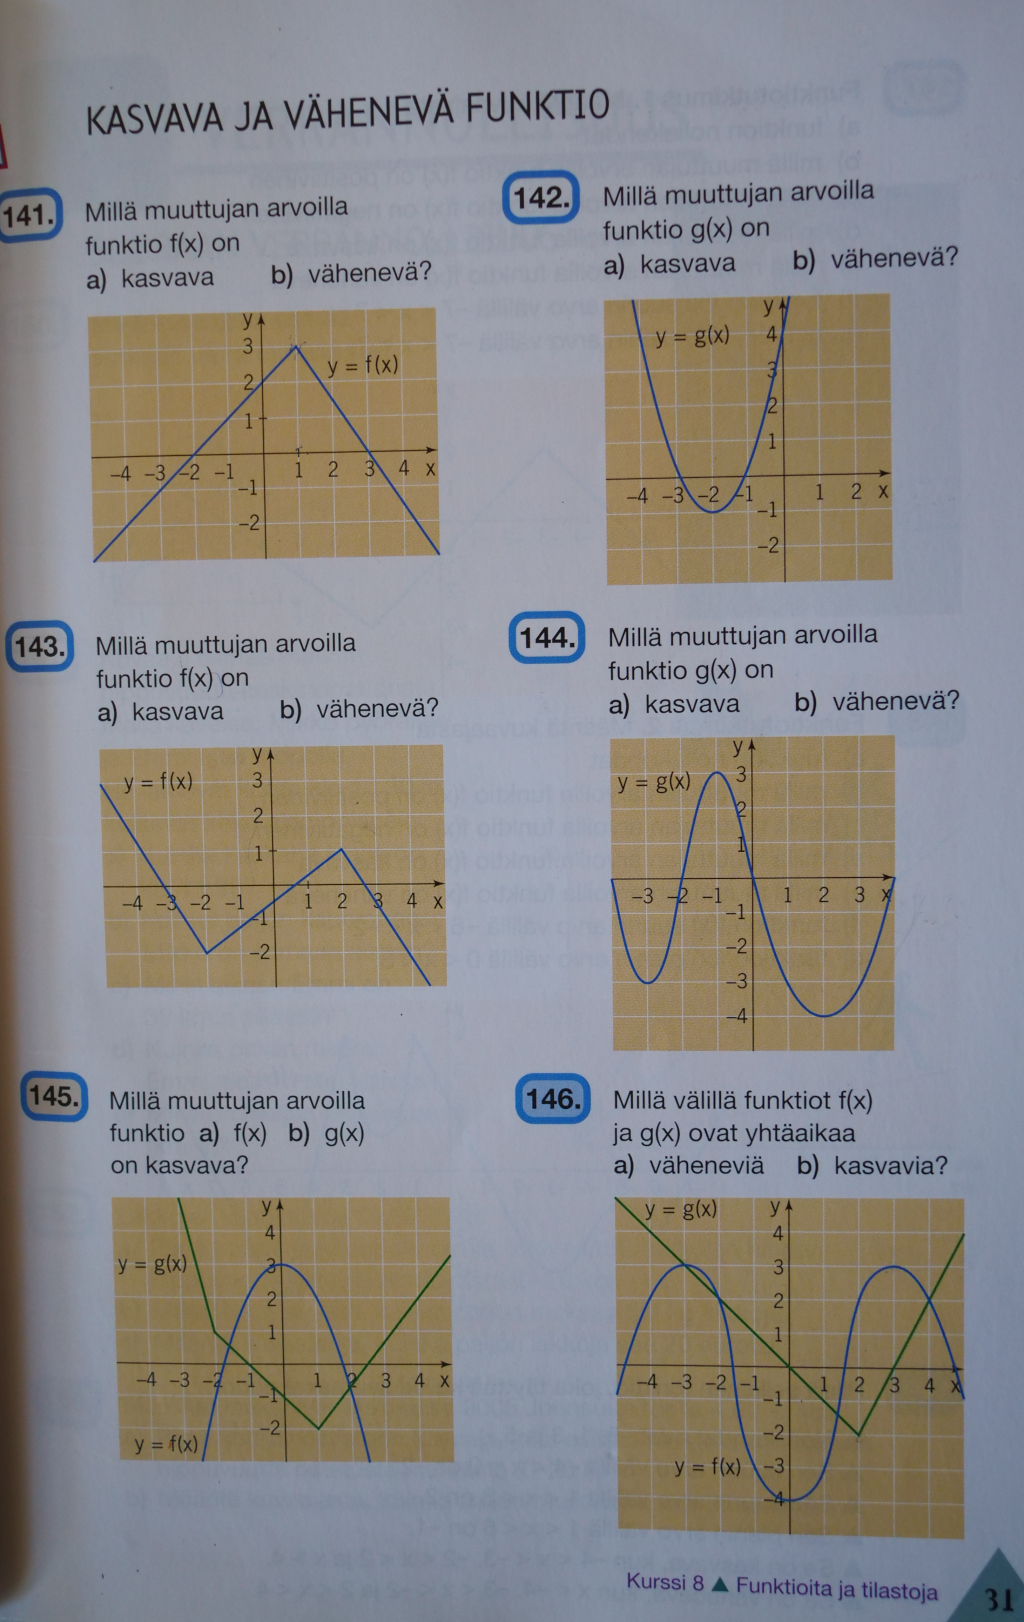 KASVAVA JA VÄHENEVÄ FUNKTIO
141. Millä muuttujan arvoilla
funktio f(x) on
a) kasvava b) vähenevä?
y
3
2
1
y = f(x)
-4 -3 -2 -1 1 2 3 4 x
-1
-2
142. Millä muuttujan arvoilla
funktio g(x) on
a) kasvava b) vähenevä?
y
y = g(x) 4
3
2
1
-4 -3 -2 -1 1 2 x
-1
-2
143. Millä muuttujan arvoilla
funktio f(x) on
a) kasvava b) vähenevä?
y
y = f(x) 3
2
1
-4 -3 -2 -1 1 2 3 4 x
-1
-2
144. Millä muuttujan arvoilla
funktio g(x) on
a) kasvava b) vähenevä?
y
y = g(x) 3
2
1
-3 -2 -1 1 2 3 x
-1
-2
-3
-4
145. Millä muuttujan arvoilla
funktio a) f(x) b) g(x)
on kasvava?
y
4
y = g(x) 3
2
1
-4 -3 -2 -1 1 2 3 4 x
-1
-2
y = f(x)
146. Millä välillä funktiot f(x)
ja g(x) ovat yhtäaikaa
a) väheneviä b) kasvavia?
y = g(x) y
4
3
2
1
-4 -3 -2 -1 1 2 3 4 x
-1
-2
y = f(x) -3
-4
Kurssi 8 ▲ Funktioita ja tilastoja
31